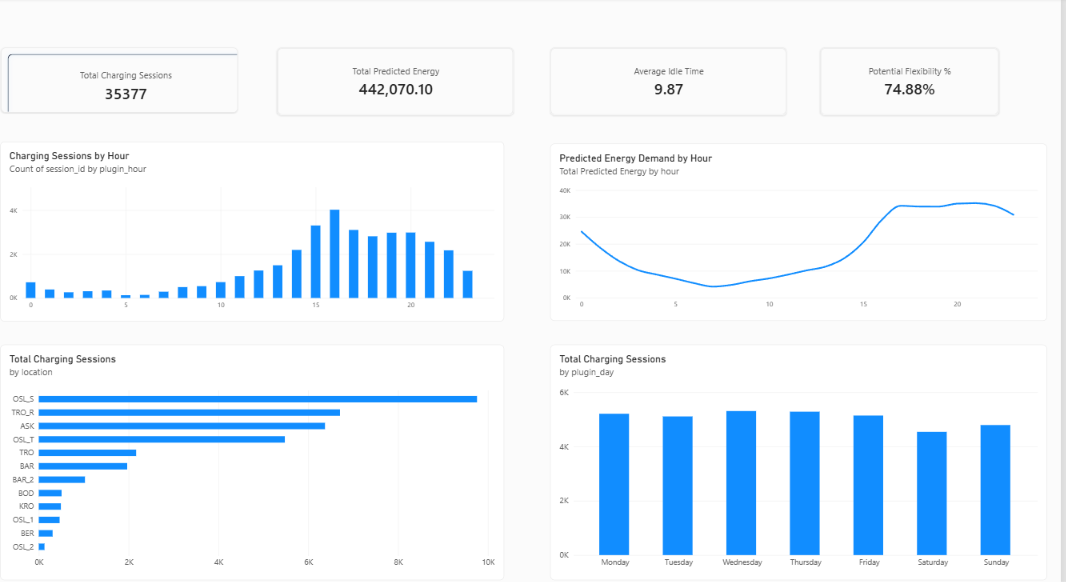 Total Charging Sessions
35377
Total Predicted Energy
442,070.10
Average Idle Time
9.87
Potential Flexibility %
74.88%
Charging Sessions by Hour
Count of session_id by plugin_hour
4K
2K
0K
0 5 10 15 20
Predicted Energy Demand by Hour
Total Predicted Energy by hour
40K
30K
20K
10K
0K
0 5 10 15 20
Total Charging Sessions
by location
OSL_S
TRO_R
ASK
OSL_T
TRO
BAR
BAR_2
BOD
KRO
OSL_1
BER
OSL_2
0K 2K 4K 6K 8K 10K
Total Charging Sessions
by plugin_day
6K
4K
2K
0K
Monday Tuesday Wednesday Thursday Friday Saturday Sunday